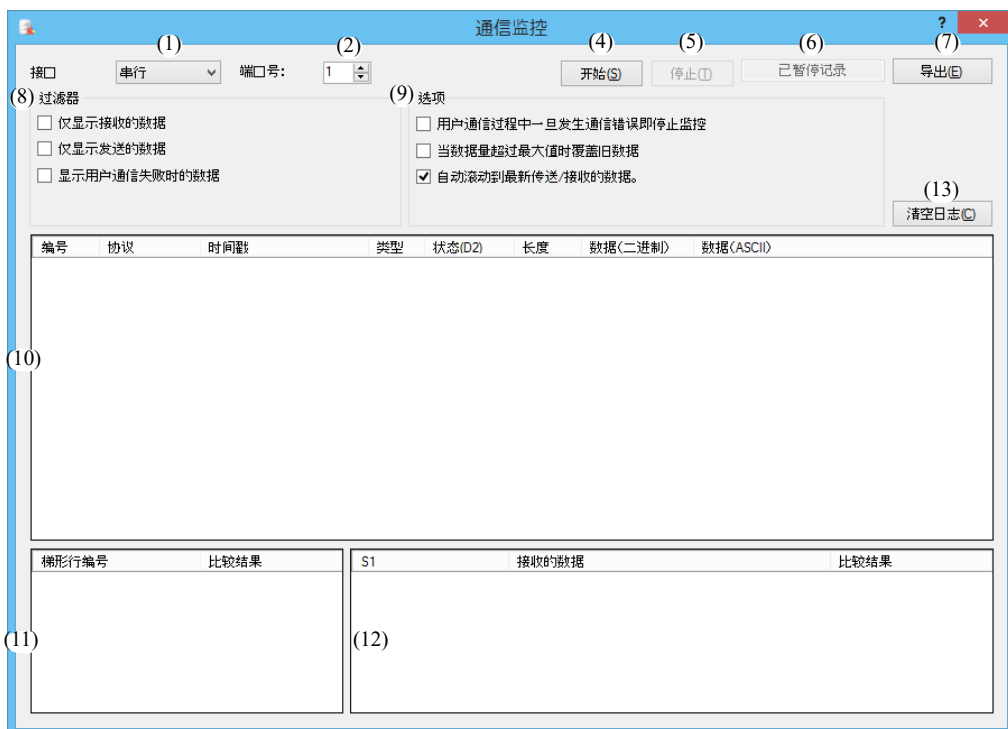 通信监控
?
×
(1)
(2)
(4)
(5)
(6)
(7)
接口
串行
端口号:
1
开始(S)
停止(T)
已暂停记录
导出(E)
(8)
过滤器
(9)
选项
仅显示接收的数据
仅显示发送的数据
显示用户通信失败时的数据
用户通信过程中一旦发生通信错误即停止监控
当数据量超过最大值时覆盖旧数据
自动滚动到最新传送/接收的数据。
(13)
清空日志(C)
编号 协议 时间戳 类型 状态(D2) 长度 数据(二进制) 数据(ASCII)
(10)
梯形行编号 比较结果
S1 接收的数据 比较结果
(11)
(12)